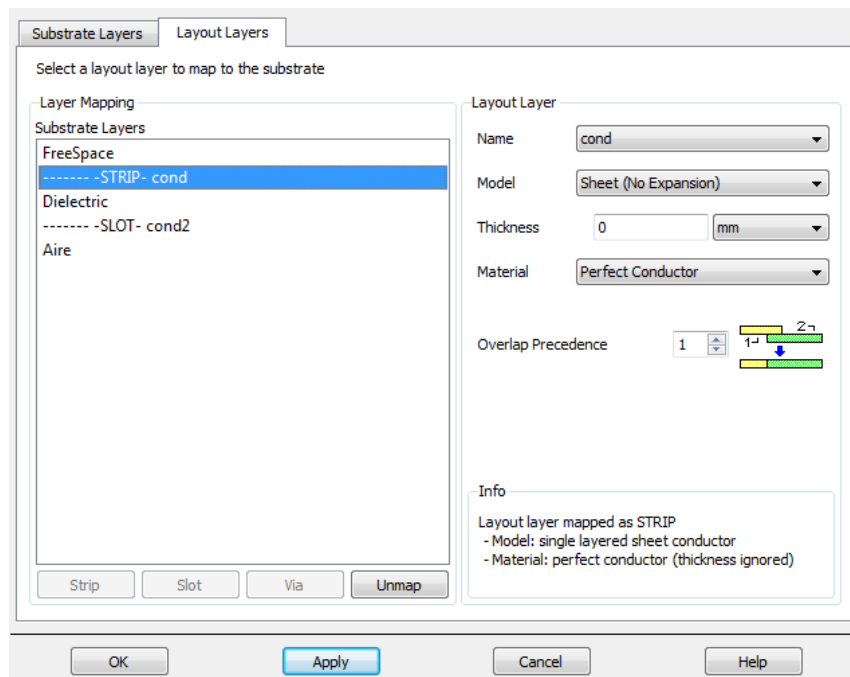 Substrate Layers
Layout Layers
Select a layout layer to map to the substrate
Layer Mapping
Substrate Layers
FreeSpace
------- -STRIP- cond
Dielectric
------- -SLOT- cond2
Aire
Strip
Slot
Via
Unmap
Layout Layer
Name
cond
Model
Sheet (No Expansion)
Thickness
0
mm
Material
Perfect Conductor
Overlap Precedence
1
2
1
Info
Layout layer mapped as STRIP
- Model: single layered sheet conductor
- Material: perfect conductor (thickness ignored)
OK
Apply
Cancel
Help